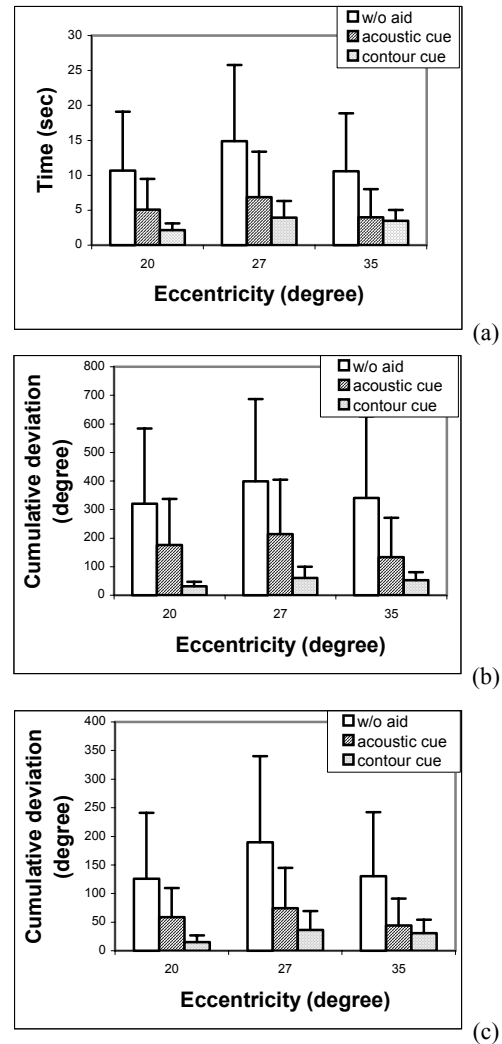 w/o aid
acoustic cue
contour cue
30
25
20
15
10
5
0
Time (sec)
20 27 35
Eccentricity (degree)
(a)
w/o aid
acoustic cue
contour cue
800
700
600
500
400
300
200
100
0
Cumulative deviation
(degree)
20 27 35
Eccentricity (degree)
(b)
w/o aid
acoustic cue
contour cue
400
350
300
250
200
150
100
50
0
Cumulative deviation
(degree)
20 27 35
Eccentricity (degree)
(c)